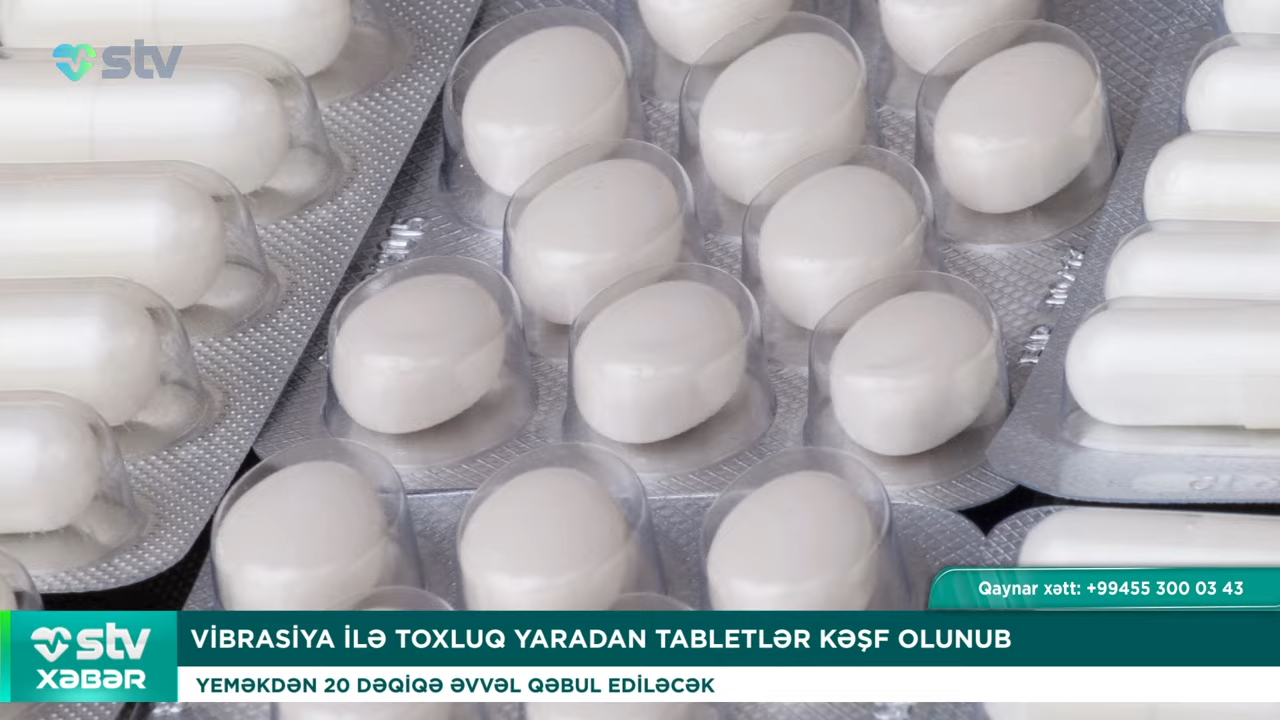 stv
Qaynar xətt: +99455 300 03 43
stv
XƏBƏR
VİBRASİYA İLƏ TOXLUQ YARADAN TABLETLƏR KƏŞF OLUNUB
YEMƏKDƏN 20 DƏQİQƏ ƏVVƏL QƏBUL EDİLƏCƏK